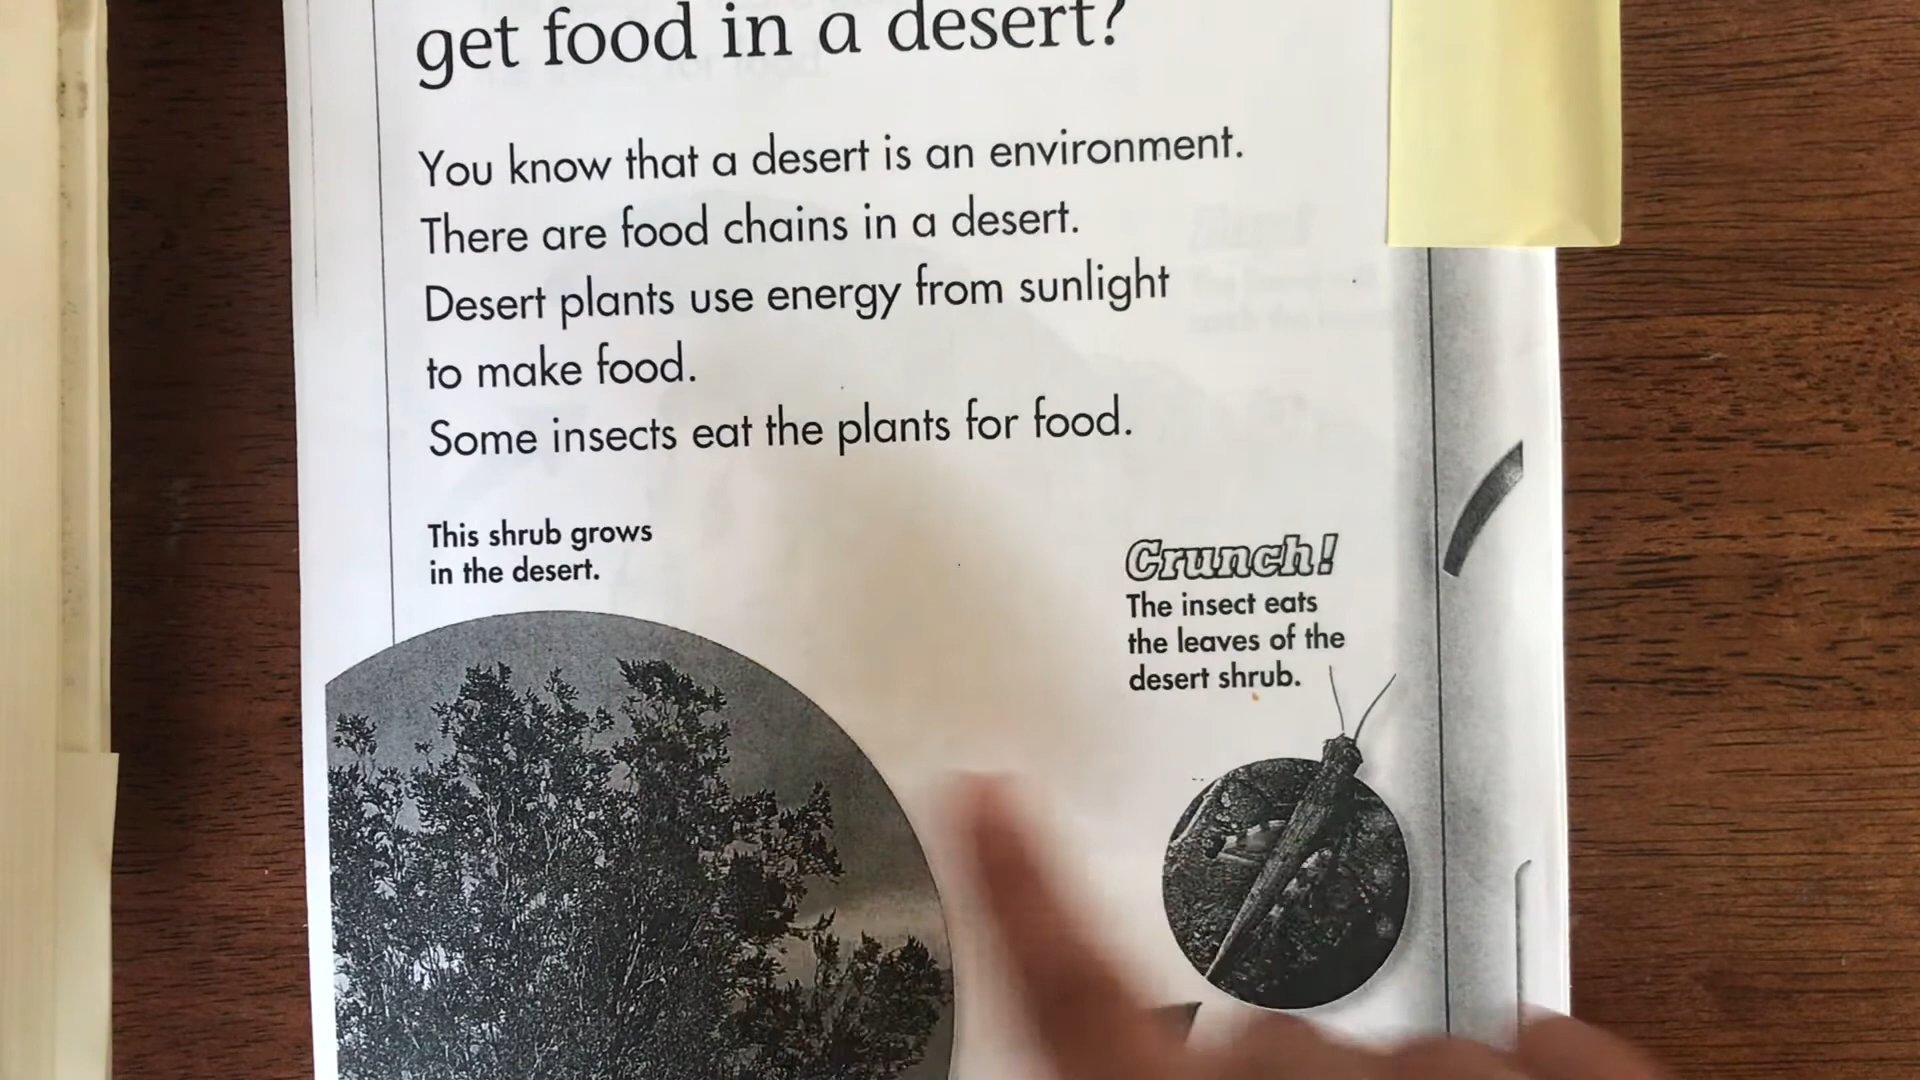 get food in a desert?
You know that a desert is an environment.
There are food chains in a desert.
Desert plants use energy from sunlight
to make food.
Some insects eat the plants for food.
This shrub grows
in the desert.
Crunch!
The insect eats
the leaves of the
desert shrub.